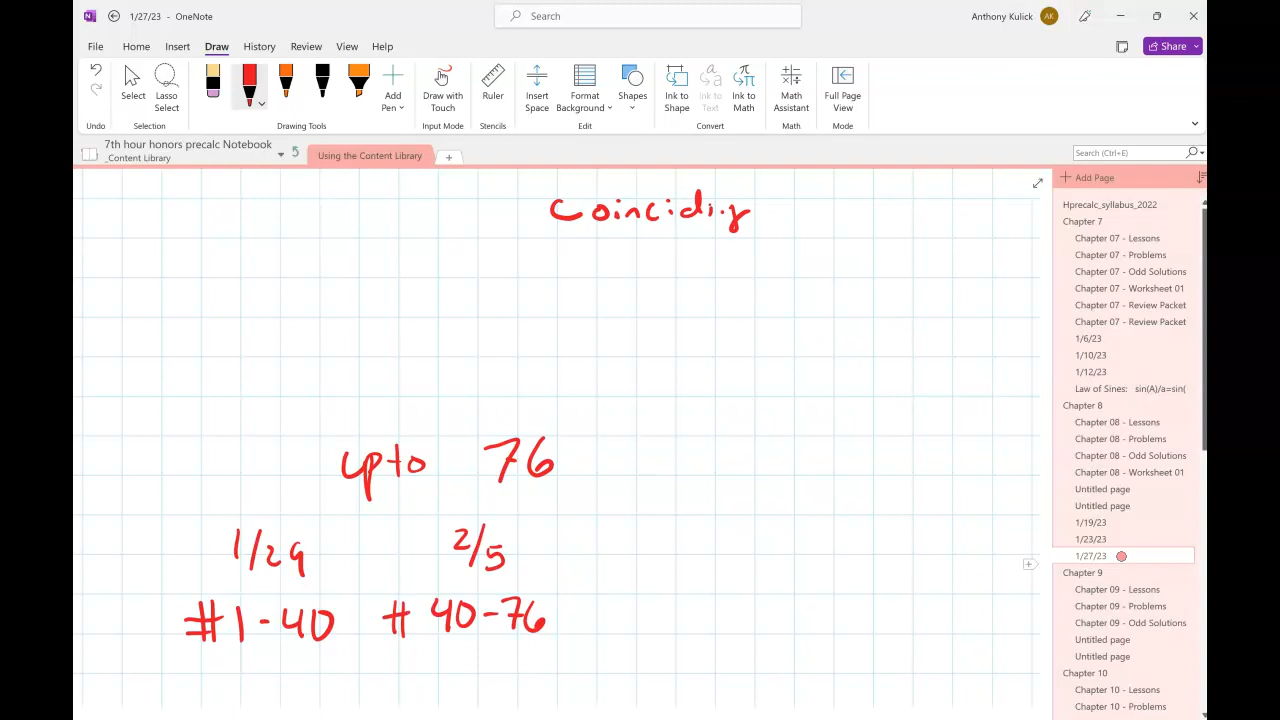 1/27/23 - OneNote
Search
Anthony Kulick
AK
File Home Insert Draw History Review View Help
Share
Undo
Select
Lasso Select
Add Pen
Draw with Touch
Ruler
Insert Space
Format Background
Shapes
Ink to Shape
Ink to Text
Ink to Math
Math Assistant
Full Page View
Undo Selection Drawing Tools Input Mode Stencils Edit Convert Math Mode
7th hour honors precalc Notebook
_Content Library
Using the Content Library
Search (Ctrl+E)
Coinciding
up to 76
1/29 2/5
#1-40 # 40-76
Add Page
Hprecalc_syllabus_2022
Chapter 7
Chapter 07 - Lessons
Chapter 07 - Problems
Chapter 07 - Odd Solutions
Chapter 07 - Worksheet 01
Chapter 07 - Review Packet
Chapter 07 - Review Packet
1/6/23
1/10/23
1/12/23
Law of Sines: sin(A)/a=sin(
Chapter 8
Chapter 08 - Lessons
Chapter 08 - Problems
Chapter 08 - Odd Solutions
Chapter 08 - Worksheet 01
Untitled page
Untitled page
1/19/23
1/23/23
1/27/23
Chapter 9
Chapter 09 - Lessons
Chapter 09 - Problems
Chapter 09 - Odd Solutions
Untitled page
Untitled page
Chapter 10
Chapter 10 - Lessons
Chapter 10 - Problems